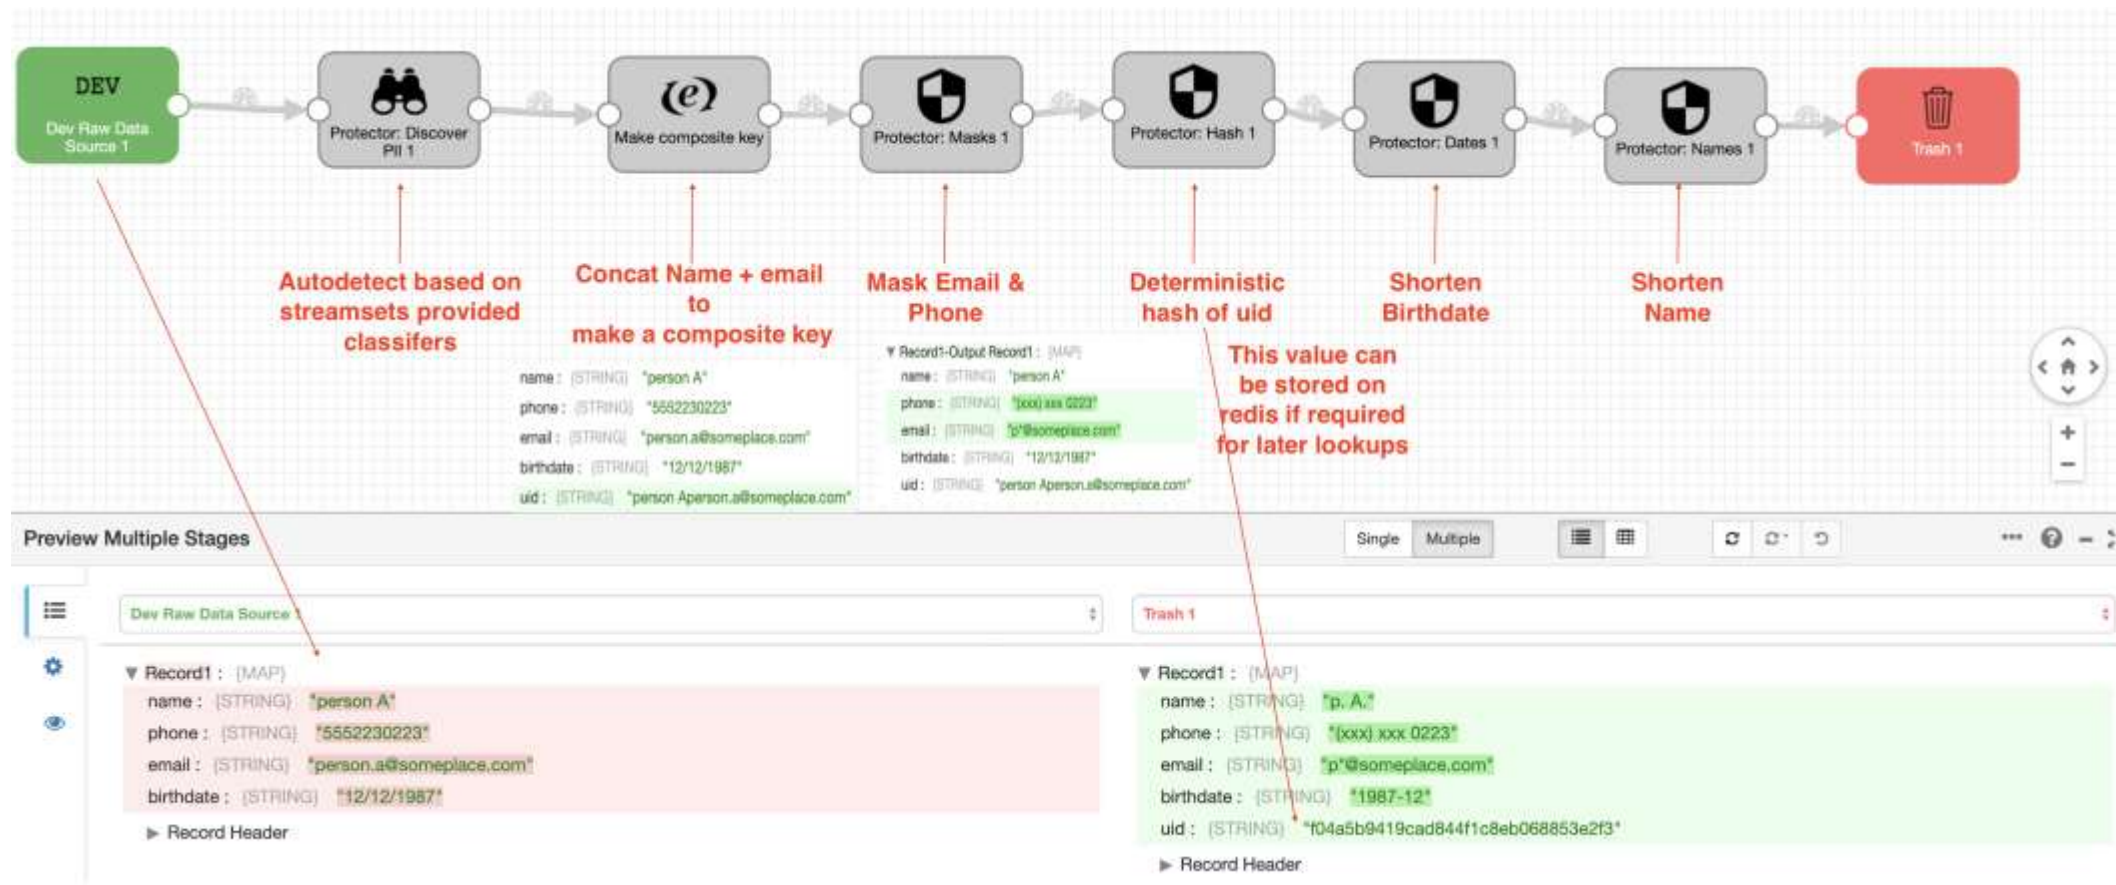 DEV
Dev Raw Data
Source 1
Protector: Discover
PII 1
Make composite key
Protector: Masks 1
Protector: Hash 1
Protector: Dates 1
Protector: Names 1
Trash 1
Autodetect based on
streamsets provided
classifers
Concat Name + email
to
make a composite key
Mask Email &
Phone
Deterministic
hash of uid
Shorten
Birthdate
Shorten
Name
This value can
be stored on
redis if required
for later lookups
name : {STRING} "person A"
phone : {STRING} "5552230223"
email : {STRING} "person.a@someplace.com"
birthdate : {STRING} "12/12/1987"
uid : {STRING} "person Aperson.a@someplace.com"
Record1-Output Record1 : {MAP}
name : {STRING} "person A"
phone : {STRING} "(xxx) xxx 0223"
email : {STRING} "p*@someplace.com"
birthdate : {STRING} "12/12/1987"
uid : {STRING} "person Aperson.a@someplace.com"
Preview Multiple Stages
Single Multiple
Dev Raw Data Source 1
Trash 1
Record1 : {MAP}
name : {STRING} "person A"
phone : {STRING} "5552230223"
email : {STRING} "person.a@someplace.com"
birthdate : {STRING} "12/12/1987"
Record Header
Record1 : {MAP}
name : {STRING} "p. A."
phone : {STRING} "(xxx) xxx 0223"
email : {STRING} "p*@someplace.com"
birthdate : {STRING} "1987-12"
uid : {STRING} "f04a5b9419cad844f1c8eb068853e2f3"
Record Header